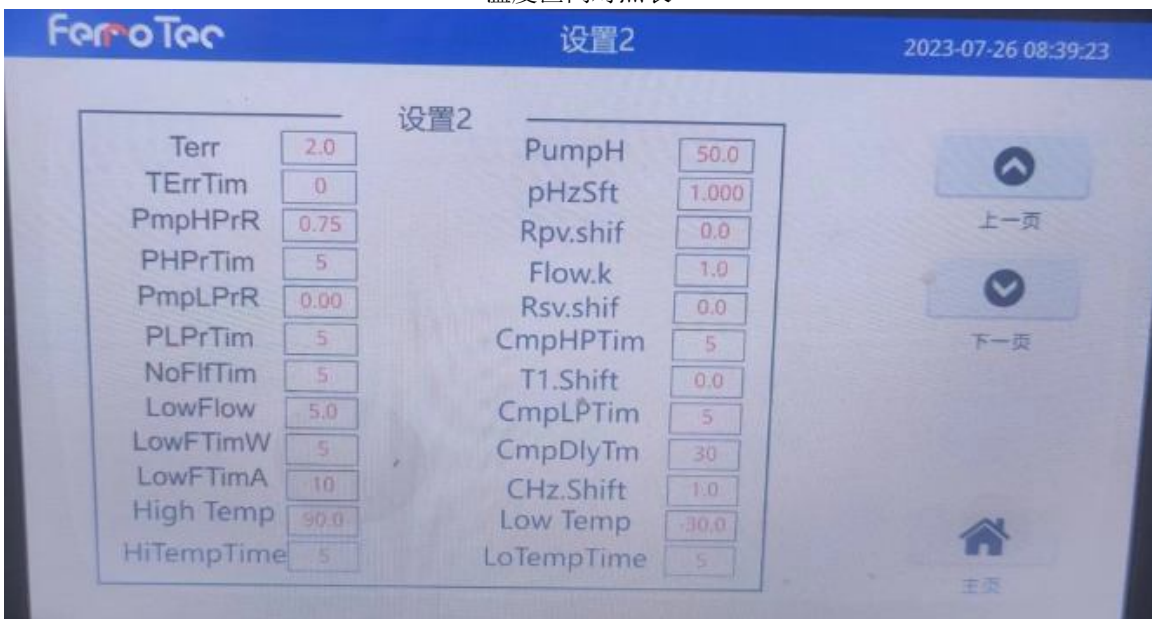 FerroTec 设置2 2023-07-26 08:39:23
设置2
Terr 2.0 PumpH 50.0
TErrTim 0 pHzSft 1.000
PmpHPrR 0.75 Rpv.shif 0.0
PHPrTim 5 Flow.k 1.0
PmpLPrR 0.00 Rsv.shif 0.0
PLPrTim 5 CmpHPTim 5
NoFlfTim 5 T1.Shift 0.0
LowFlow 5.0 CmpLPTim 5
LowFTimW 5 CmpDlyTm 30
LowFTimA 10 CHz.Shift 1.0
High Temp 90.0 Low Temp -30.0
HiTempTime 5 LoTempTime 5
上一页
下一页
主页